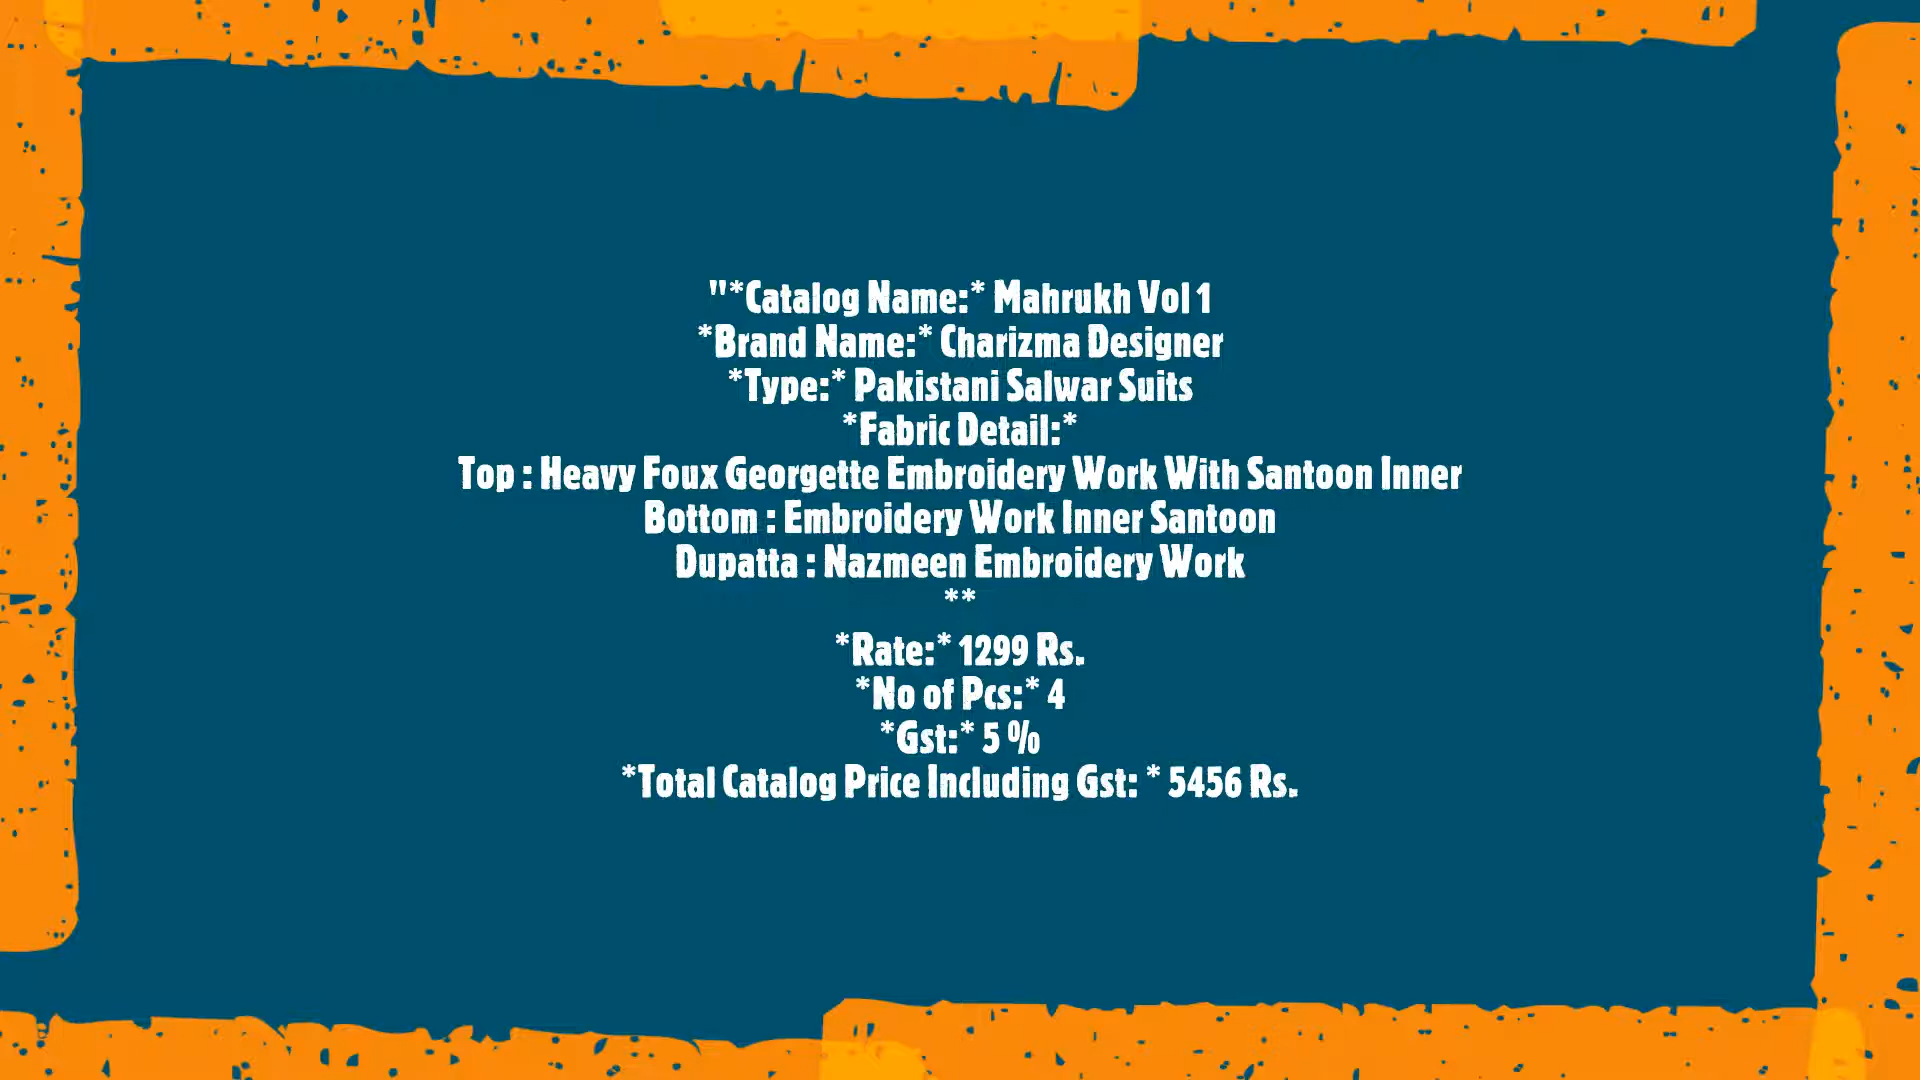 "*Catalog Name:* Mahrukh Vol 1
*Brand Name:* Charizma Designer
*Type:* Pakistani Salwar Suits
*Fabric Detail:*
Top : Heavy Foux Georgette Embroidery Work With Santoon Inner
Bottom : Embroidery Work Inner Santoon
Dupatta : Nazmeen Embroidery Work
**
*Rate:* 1299 Rs.
*No of Pcs:* 4
*Gst:* 5 %
*Total Catalog Price Including Gst: * 5456 Rs.